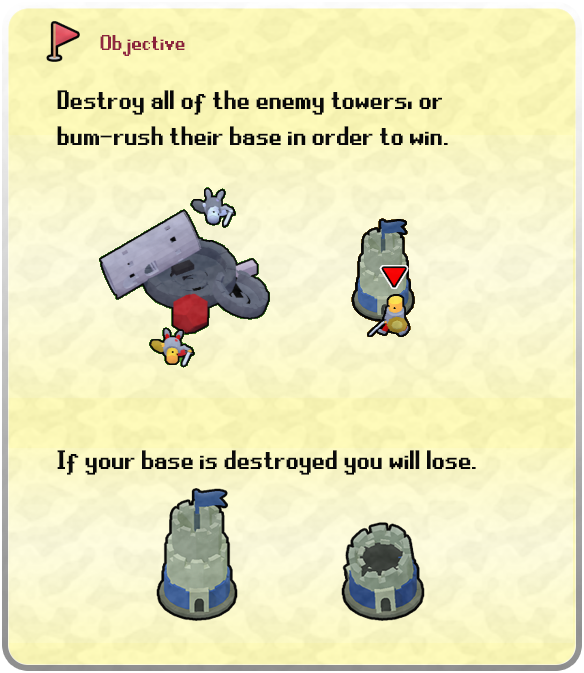 Objective
Destroy all of the enemy towers, or
bum-rush their base in order to win.
If your base is destroyed you will lose.